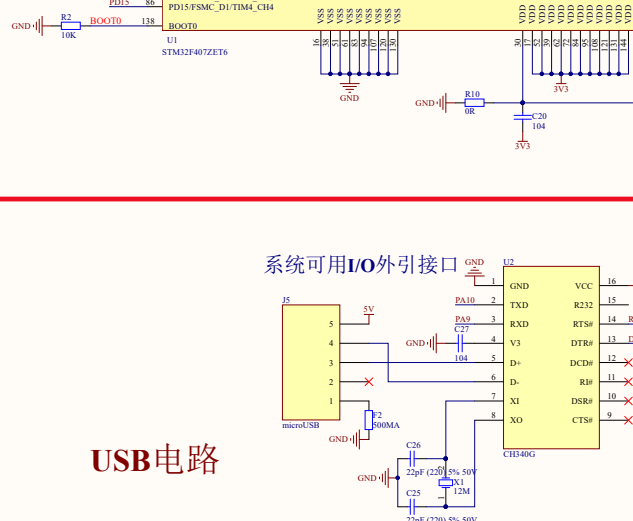 PD15 86 PD15/FSMC_D1/TIM4_CH4
GND R2 10K BOOT0 138 BOOT0
U1
STM32F407ZET6
VSS VSS VSS VSS VSS VSS VSS VSS VSS
16 38 51 61 83 94 107 120 130
GND
VDD VDD VDD VDD VDD VDD VDD VDD VDD VDD VDD VDD
30 17 52 39 62 72 84 95 108 121 131 144
3V3
GND R10 0R
C20
104
3V3
系统可用I/O外引接口
GND
U2
1 GND VCC 16
PA10 2 TXD R232 15
PA9 3 RXD RTS# 14
GND C27 104 4 V3 DTR# 13
5 D+ DCD# 12
6 D- RI# 11
7 XI DSR# 10
8 XO CTS# 9
CH340G
J5
5V
5
4
3
2
1
microUSB
F2
500MA
GND
USB电路
C26
22pF (220) 5% 50V
GND
2
X1
12M
1
C25
22pF (220) 5% 50V